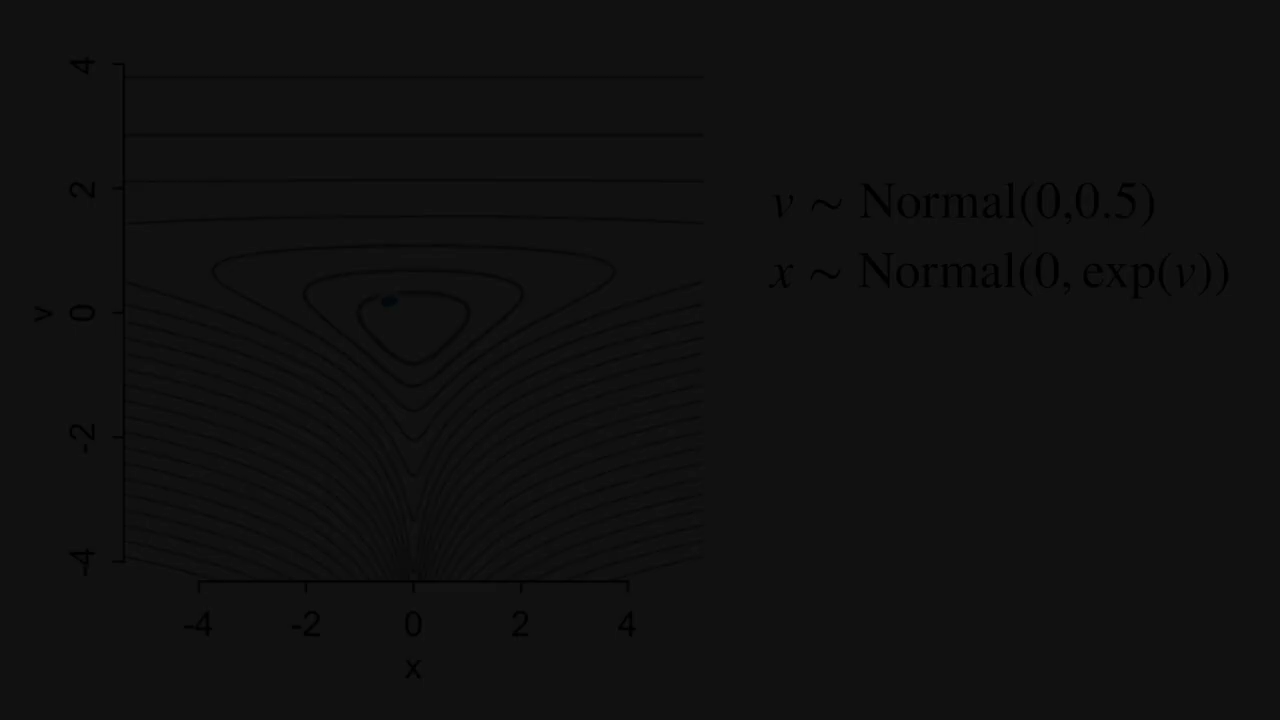 4
2
0
-2
-4
v
-4 -2 0 2 4
x
v ~ Normal(0,0.5)
x ~ Normal(0, exp(v))